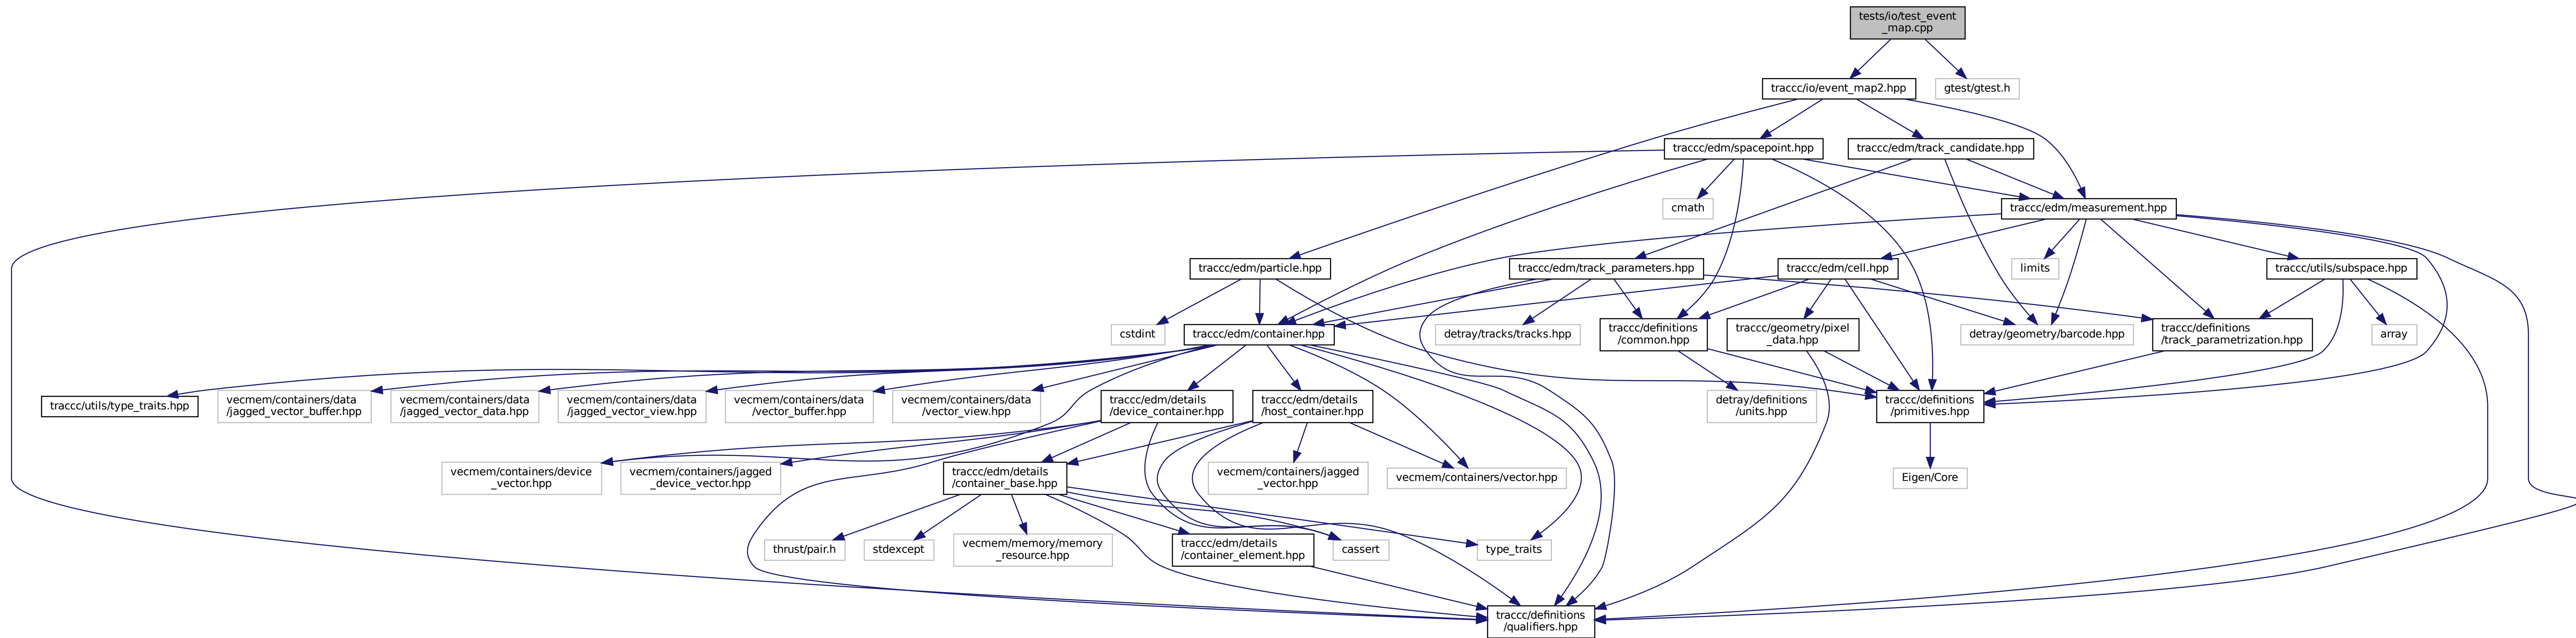 tests/io/test_event
_map.cpp
traccc/io/event_map2.hpp
gtest/gtest.h
traccc/edm/spacepoint.hpp
traccc/edm/track_candidate.hpp
cmath
traccc/edm/measurement.hpp
traccc/edm/particle.hpp
traccc/edm/track_parameters.hpp
traccc/edm/cell.hpp
limits
traccc/utils/subspace.hpp
cstdint
traccc/edm/container.hpp
detray/tracks/tracks.hpp
traccc/definitions
/common.hpp
traccc/geometry/pixel
_data.hpp
detray/geometry/barcode.hpp
traccc/definitions
/track_parametrization.hpp
array
traccc/utils/type_traits.hpp
vecmem/containers/data
/jagged_vector_buffer.hpp
vecmem/containers/data
/jagged_vector_data.hpp
vecmem/containers/data
/jagged_vector_view.hpp
vecmem/containers/data
/vector_buffer.hpp
vecmem/containers/data
/vector_view.hpp
traccc/edm/details
/device_container.hpp
traccc/edm/details
/host_container.hpp
detray/definitions
/units.hpp
traccc/definitions
/primitives.hpp
vecmem/containers/device
_vector.hpp
vecmem/containers/jagged
_device_vector.hpp
traccc/edm/details
/container_base.hpp
vecmem/containers/jagged
_vector.hpp
vecmem/containers/vector.hpp
Eigen/Core
thrust/pair.h
stdexcept
vecmem/memory/memory
_resource.hpp
traccc/edm/details
/container_element.hpp
cassert
type_traits
traccc/definitions
/qualifiers.hpp